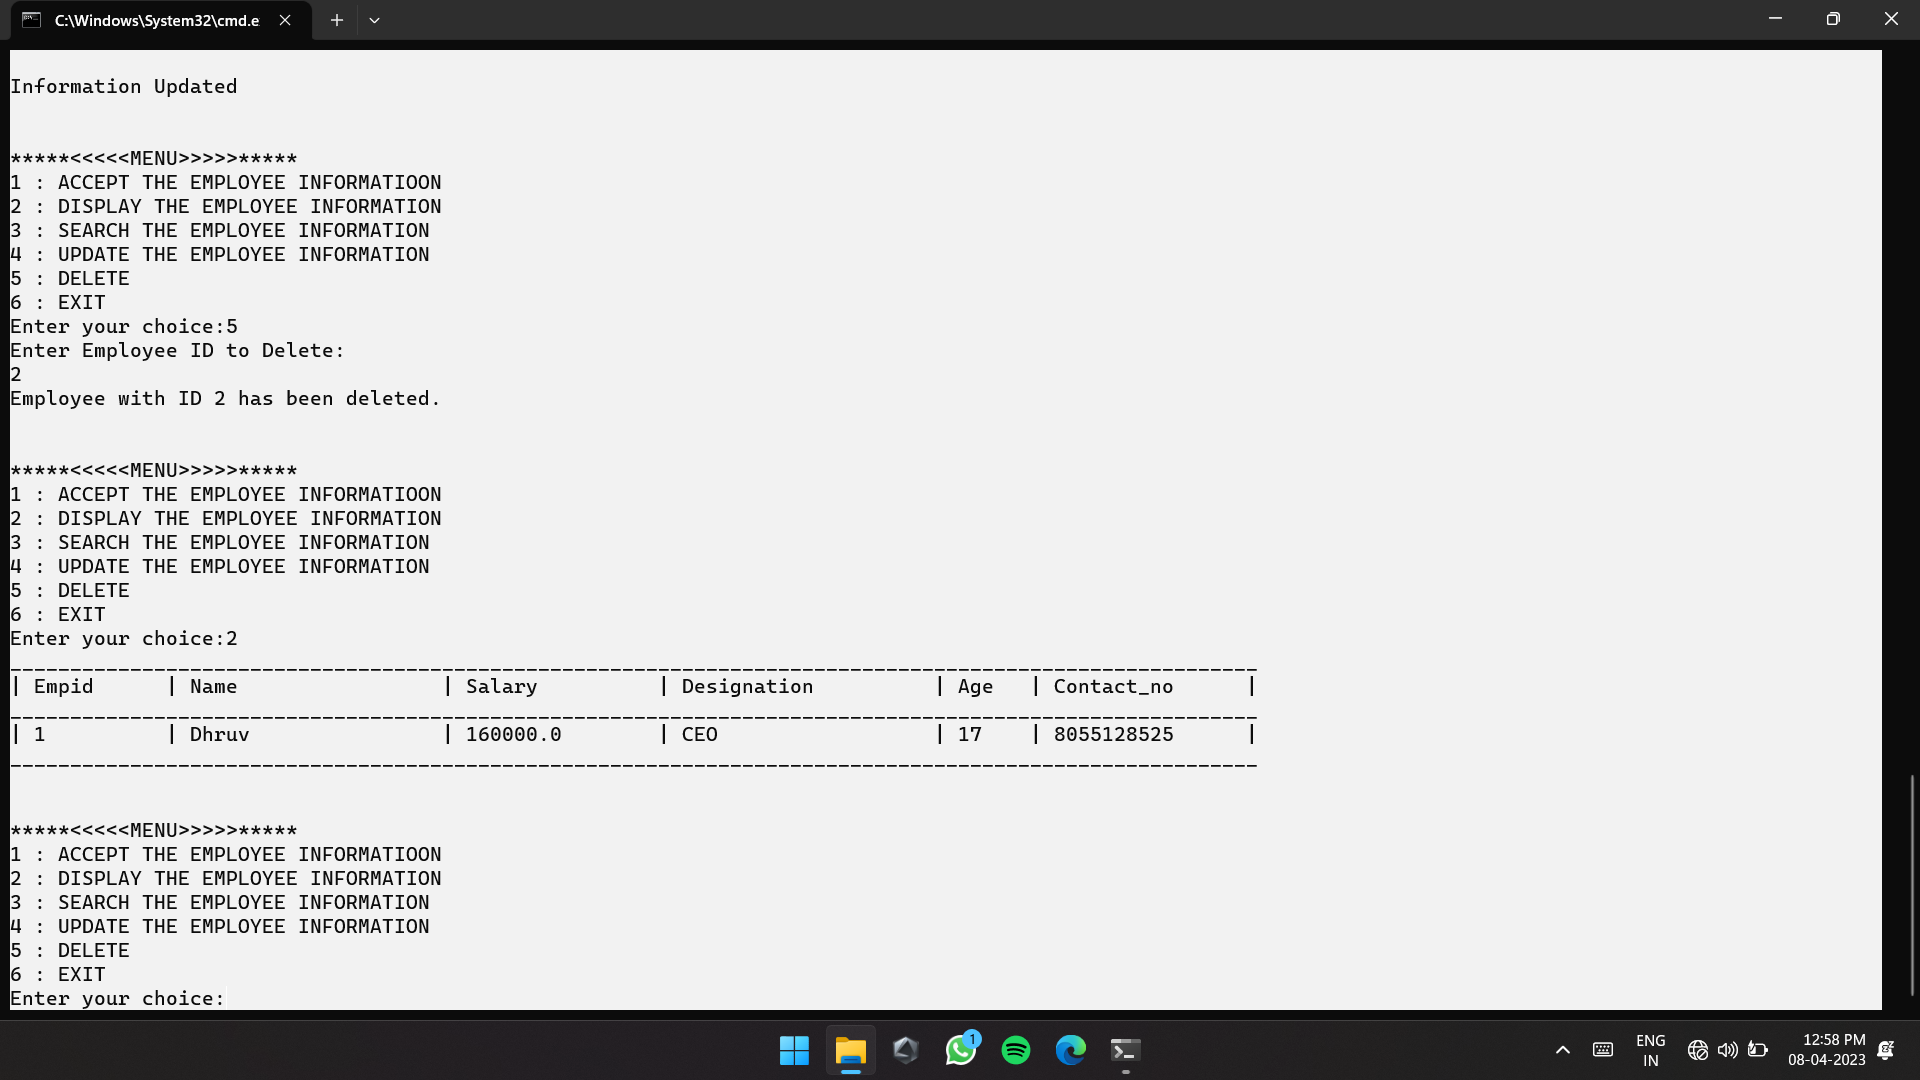 C:\Windows\System32\cmd.e
Information Updated
*****<<<<<MENU>>>>>*****
1 : ACCEPT THE EMPLOYEE INFORMATIOON
2 : DISPLAY THE EMPLOYEE INFORMATION
3 : SEARCH THE EMPLOYEE INFORMATION
4 : UPDATE THE EMPLOYEE INFORMATION
5 : DELETE
6 : EXIT
Enter your choice:5
Enter Employee ID to Delete:
2
Employee with ID 2 has been deleted.
*****<<<<<MENU>>>>>*****
1 : ACCEPT THE EMPLOYEE INFORMATIOON
2 : DISPLAY THE EMPLOYEE INFORMATION
3 : SEARCH THE EMPLOYEE INFORMATION
4 : UPDATE THE EMPLOYEE INFORMATION
5 : DELETE
6 : EXIT
Enter your choice:2
| Empid | Name | Salary | Designation | Age | Contact_no |
| 1 | Dhruv | 160000.0 | CEO | 17 | 8055128525 |
*****<<<<<MENU>>>>>*****
1 : ACCEPT THE EMPLOYEE INFORMATIOON
2 : DISPLAY THE EMPLOYEE INFORMATION
3 : SEARCH THE EMPLOYEE INFORMATION
4 : UPDATE THE EMPLOYEE INFORMATION
5 : DELETE
6 : EXIT
Enter your choice:
1
ENG
IN
12:58 PM
08-04-2023